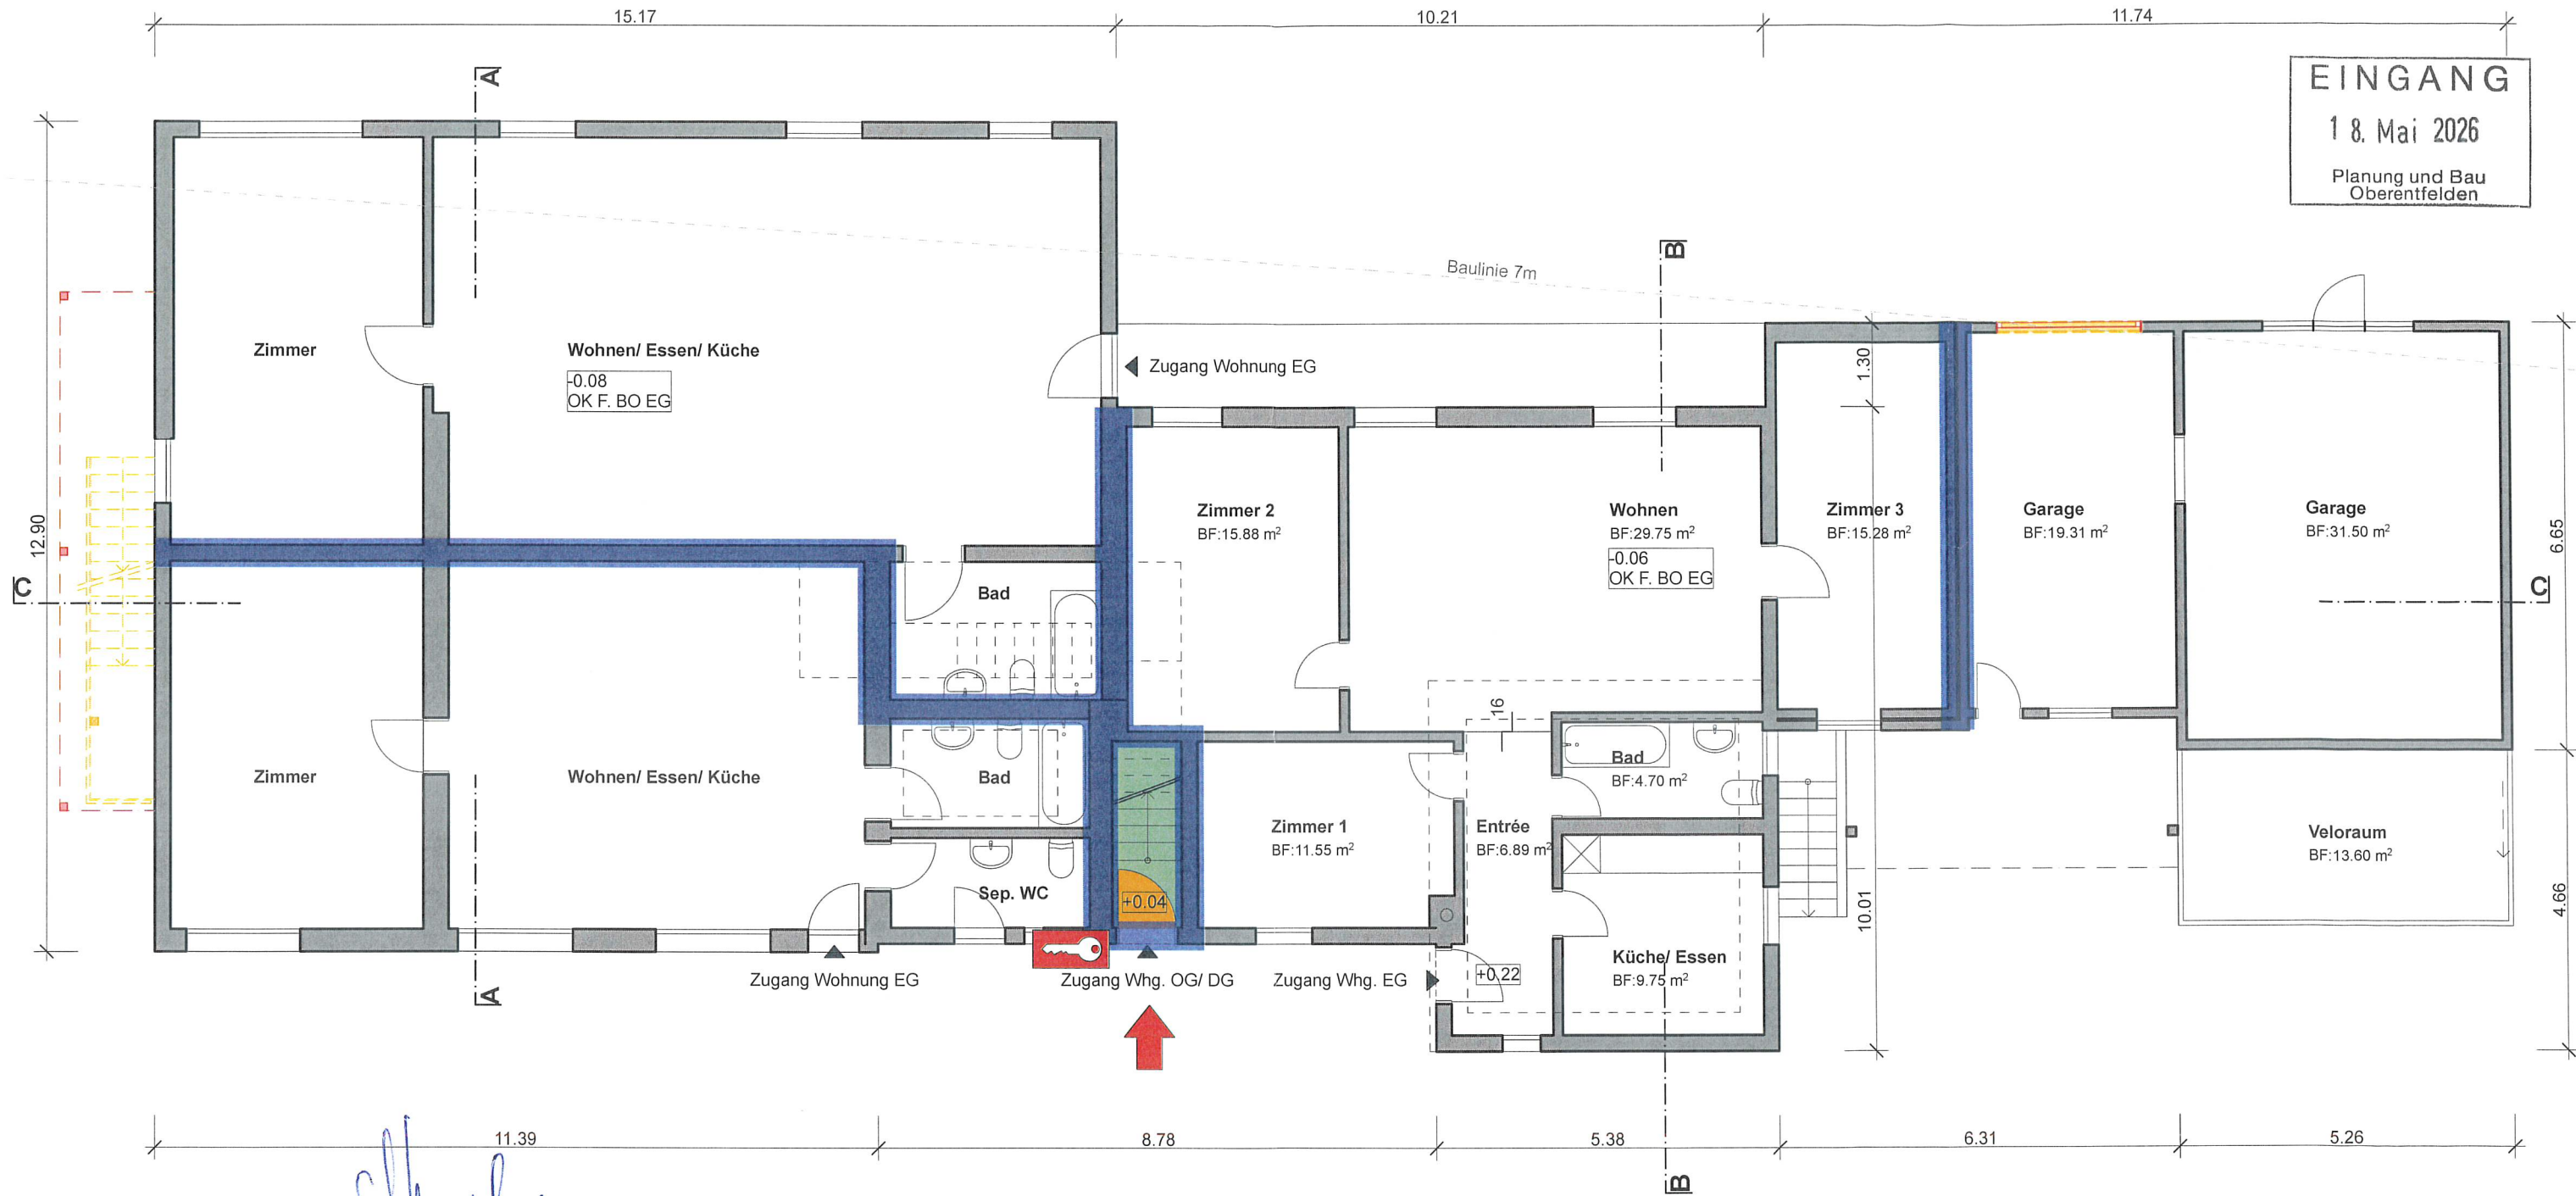 15.17
10.21
11.74
EINGANG
18. Mai 2026
Planung und Bau
Oberentfelden
A
B
Baulinie 7m
Zimmer
Wohnen/ Essen/ Küche
-0.08
OK F. BO EG
Zugang Wohnung EG
1.30
12.90
Zimmer 2
BF:15.88 m²
Wohnen
BF:29.75 m²
-0.06
OK F. BO EG
Zimmer 3
BF:15.28 m²
Garage
BF:19.31 m²
Garage
BF:31.50 m²
6.65
C
C
Bad
16
Zimmer
Wohnen/ Essen/ Küche
Bad
Bad
BF:4.70 m²
Zimmer 1
BF:11.55 m²
Entrée
BF:6.89 m²
Veloraum
BF:13.60 m²
Sep. WC
+0.04
10.01
4.66
Küche/ Essen
BF:9.75 m²
+0.22
Zugang Wohnung EG
Zugang Whg. OG/ DG
Zugang Whg. EG
A
11.39
8.78
5.38
6.31
5.26
B